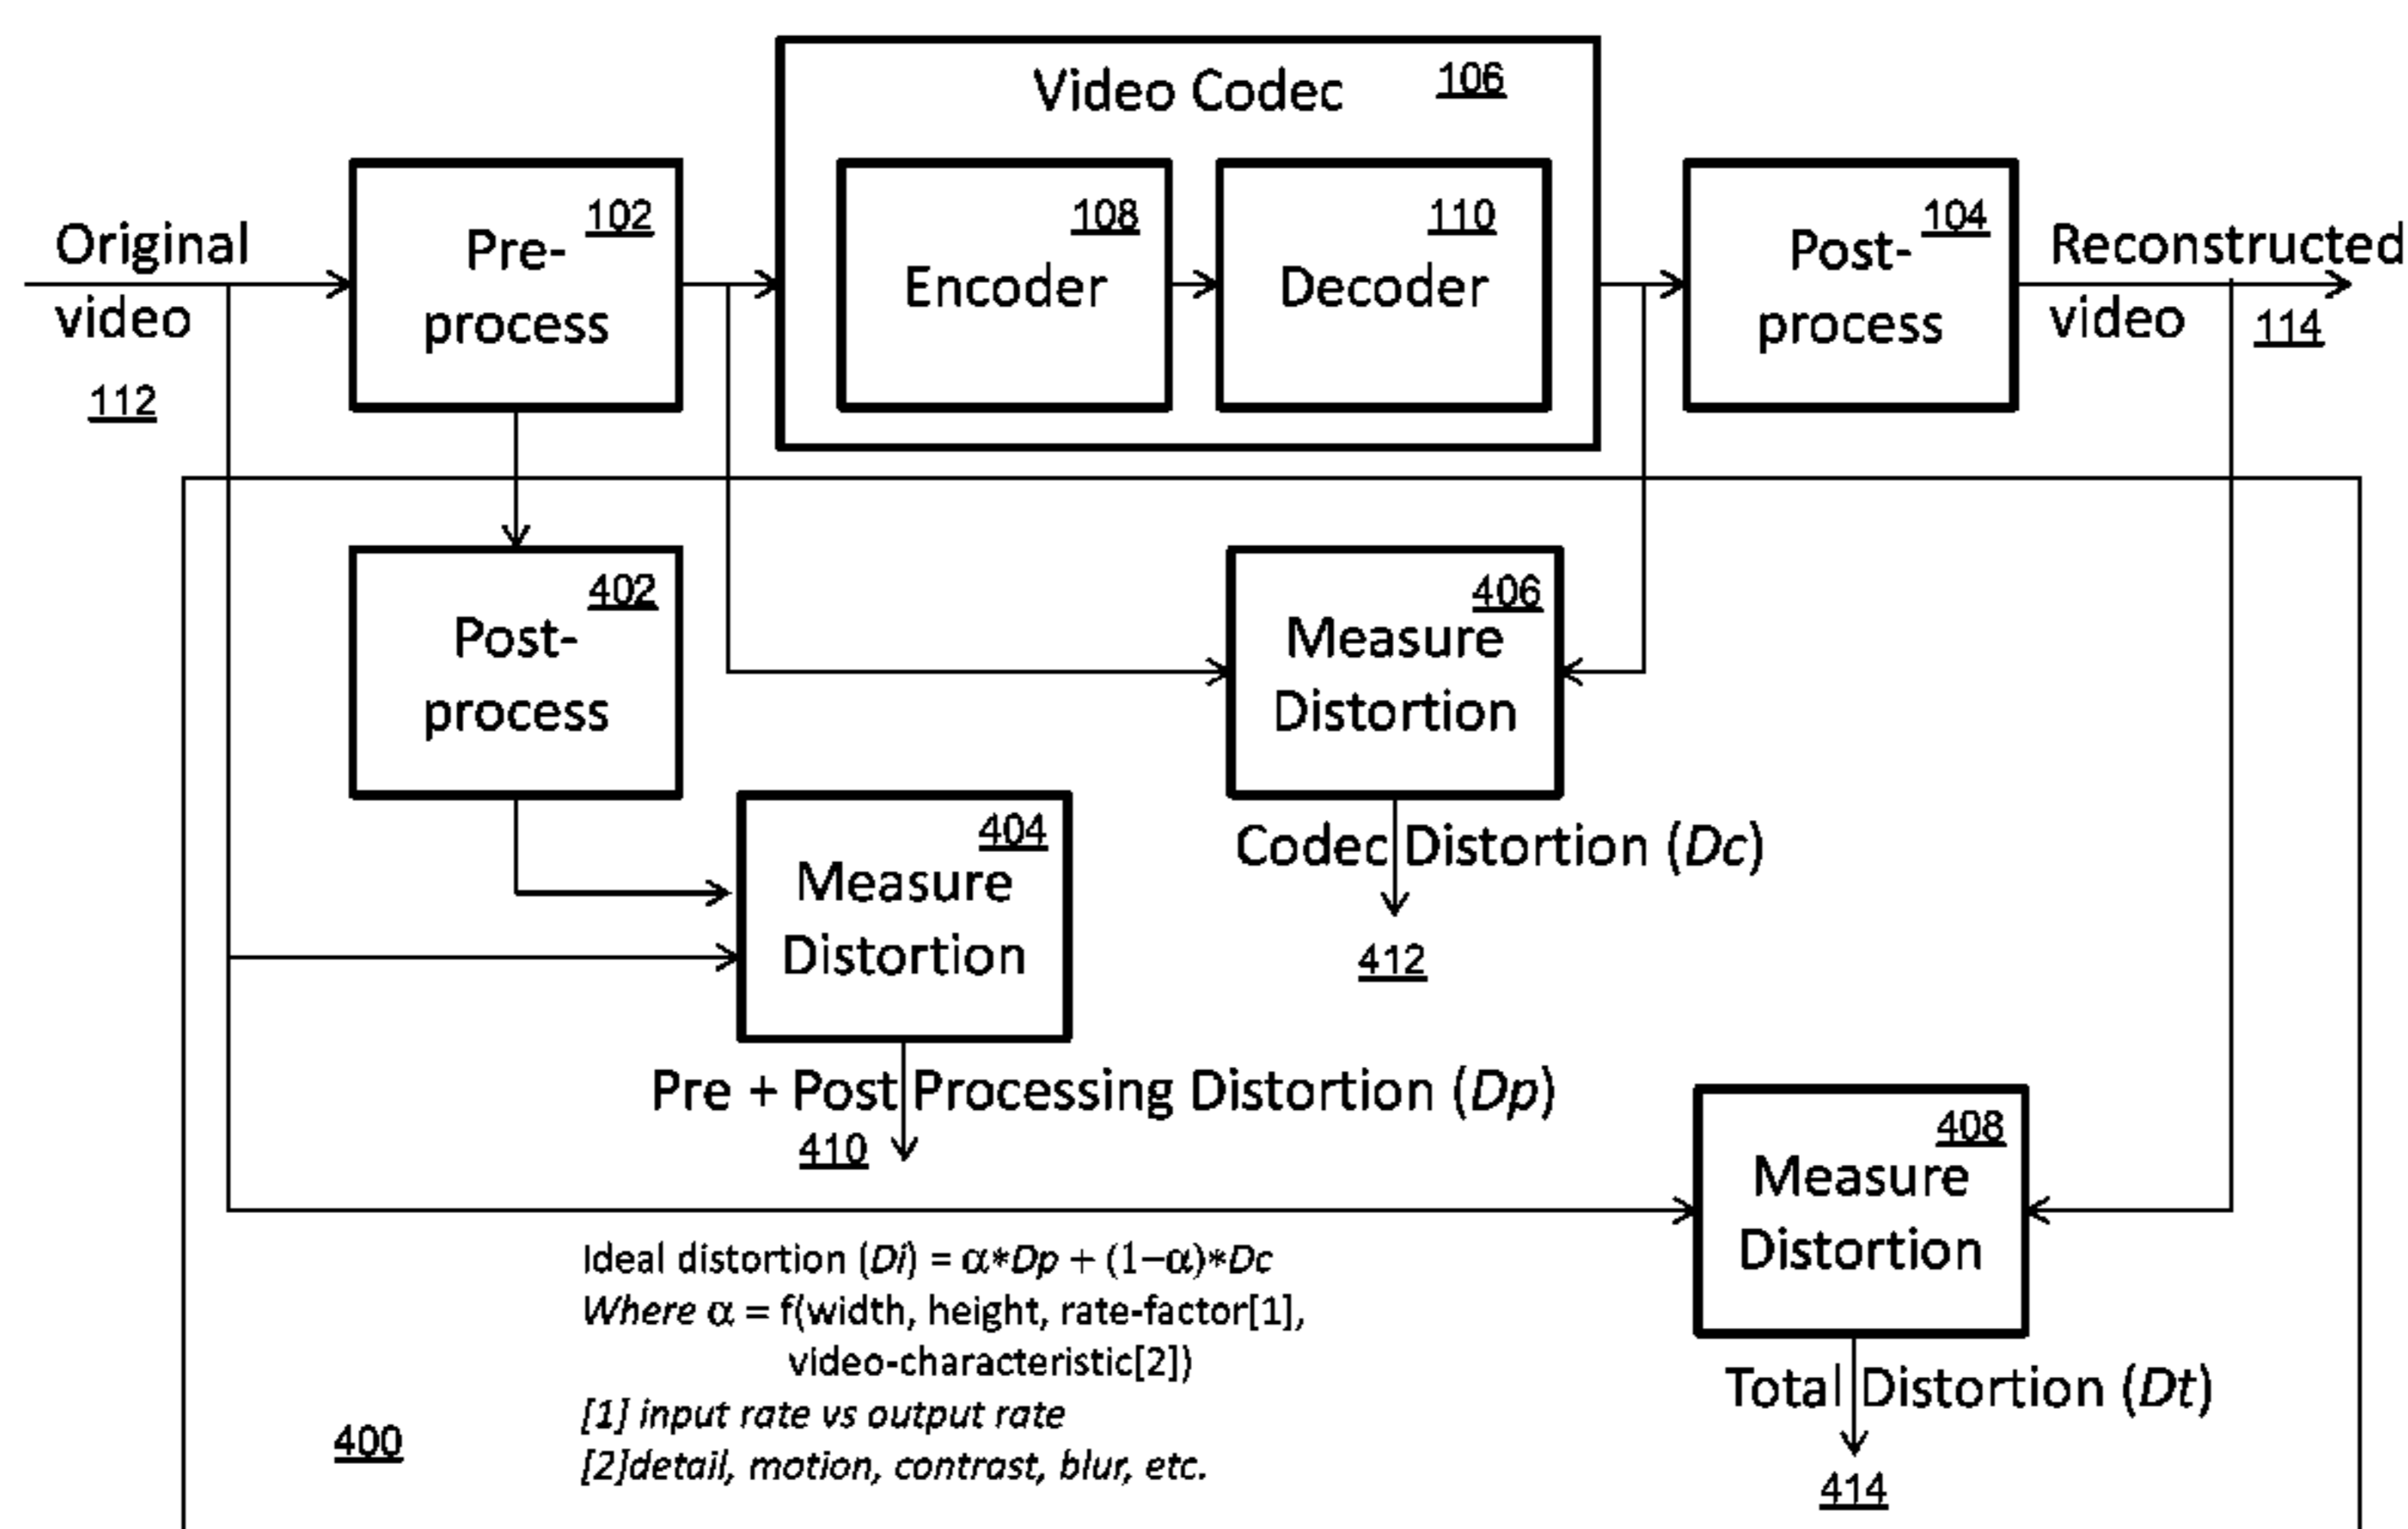 Video Codec 106
Original
video
112
102
Pre-
process
108
Encoder
110
Decoder
104
Post-
process
Reconstructed
video 114
402
Post-
process
406
Measure
Distortion
404
Measure
Distortion
Codec Distortion (Dc)
412
Pre + Post Processing Distortion (Dp)
410
408
Measure
Distortion
Ideal distortion (Di) = α*Dp + (1−α)*Dc
Where α = f(width, height, rate-factor[1],
video-characteristic[2])
[1] input rate vs output rate
[2]detail, motion, contrast, blur, etc.
400
Total Distortion (Dt)
414